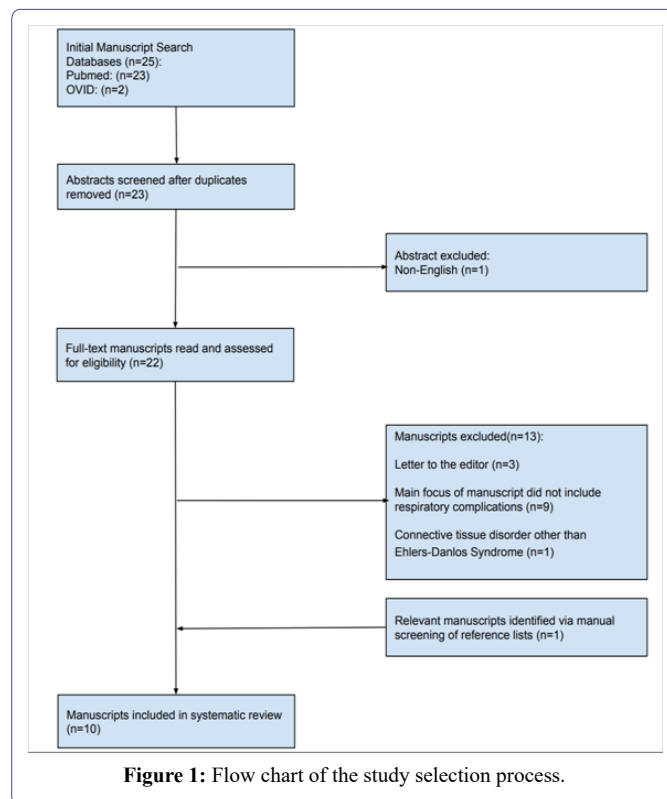 Initial Manuscript Search
Databases (n=25):
Pubmed: (n=23)
OVID: (n=2)
Abstracts screened after duplicates
removed (n=23)
Abstract excluded:
Non-English (n=1)
Full-text manuscripts read and assessed
for eligibility (n=22)
Manuscripts excluded(n=13):
Letter to the editor (n=3)
Main focus of manuscript did not include
respiratory complications (n=9)
Connective tissue disorder other than
Ehlers-Danlos Syndrome (n=1)
Relevant manuscripts identified via manual
screening of reference lists (n=1)
Manuscripts included in systematic review
(n=10)
Figure 1: Flow chart of the study selection process.